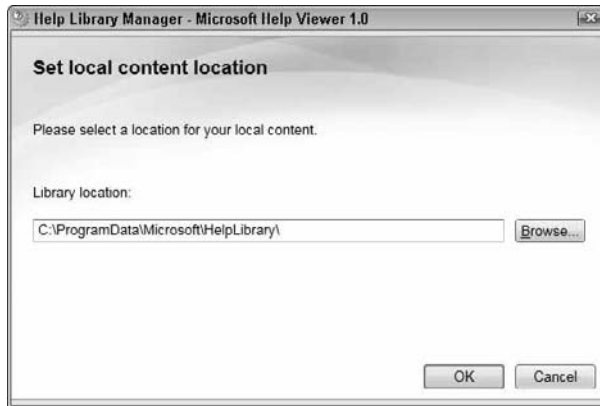 Help Library Manager - Microsoft Help Viewer 1.0
Set local content location
Please select a location for your local content.
Library location:
C:\ProgramData\Microsoft\HelpLibrary\
Browse...
OK Cancel